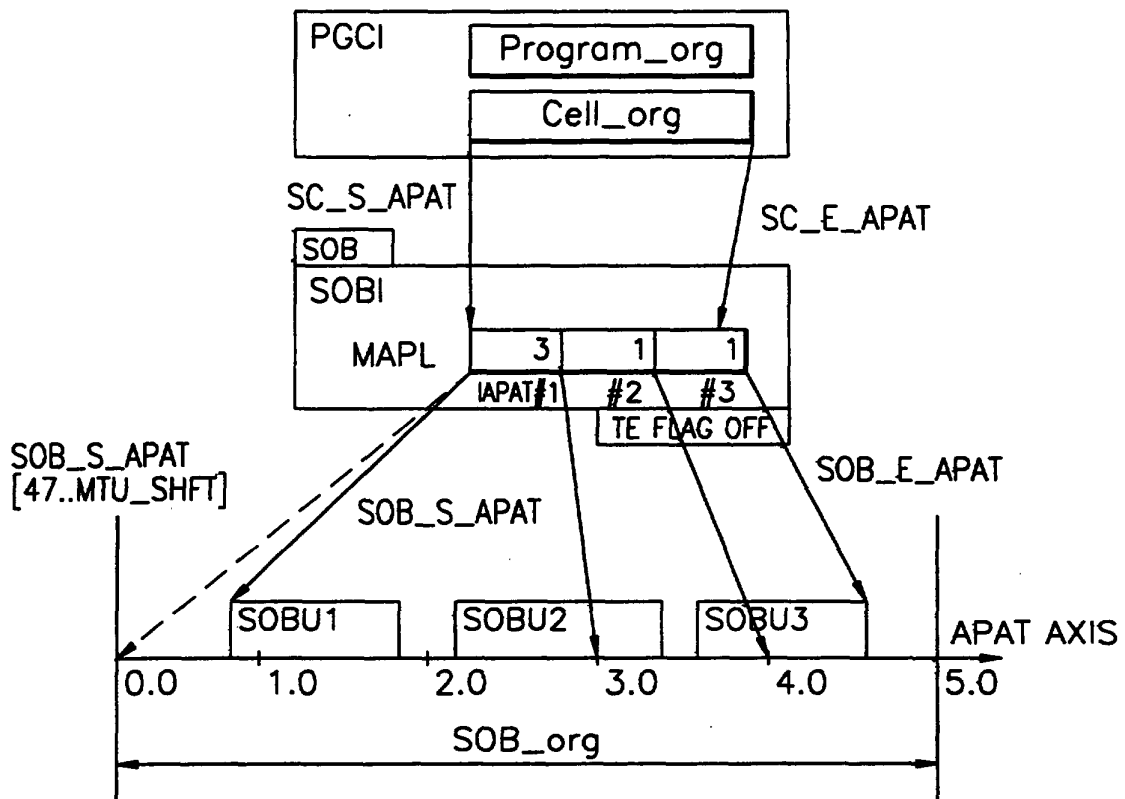 PGCI
Program_org
Cell_org
SC_S_APAT
SC_E_APAT
SOB
SOBI
MAPL 3 1 1
IAPAT#1 #2 #3
TE FLAG OFF
SOB_S_APAT
[47..MTU_SHFT]
SOB_S_APAT
SOB_E_APAT
SOBU1 SOBU2 SOBU3
APAT AXIS
0.0 1.0 2.0 3.0 4.0 5.0
SOB_org